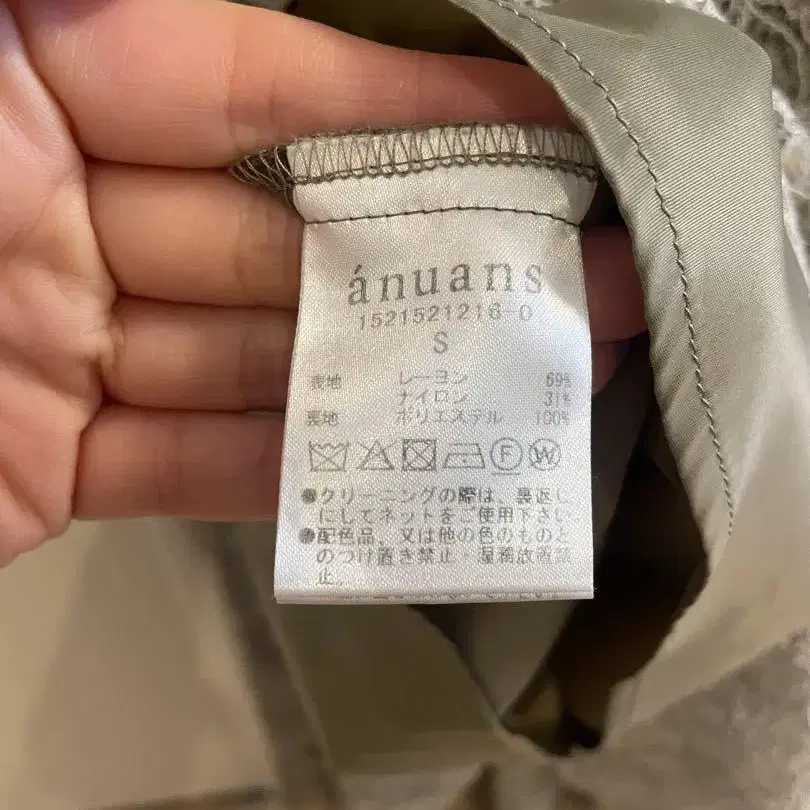 ánuans
1521521216-0
S
表地 レーヨン 69%
ナイロン 31%
裏地 ポリエステル 100%
●クリーニングの際は、裏返し
にしてネットをご使用下さい。
●配色品、又は他の色のものと
のつけ置き禁止・湿潤放置禁
止。